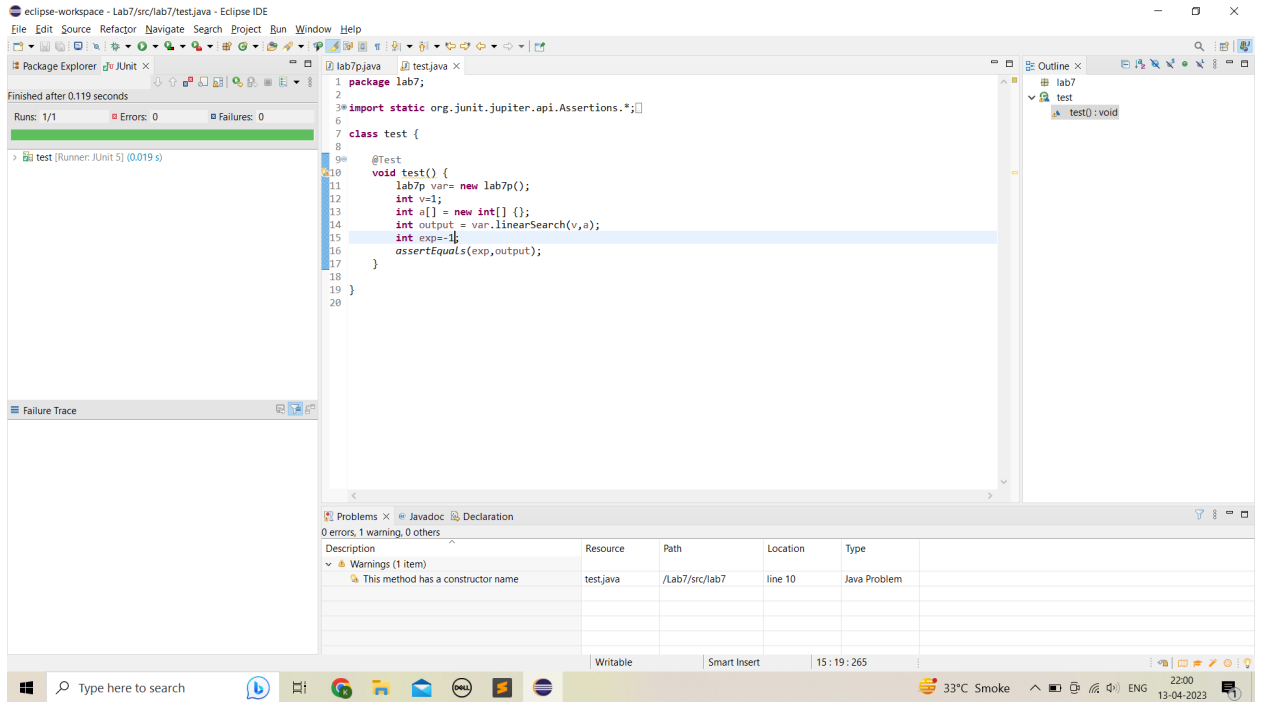 eclipse-workspace - Lab7/src/lab7/test.java - Eclipse IDE
File Edit Source Refactor Navigate Search Project Run Window Help
Package Explorer JUnit
Finished after 0.119 seconds
Runs: 1/1 Errors: 0 Failures: 0
test [Runner: JUnit 5] (0.019 s)
Failure Trace
lab7p.java test.java
1 package lab7;
2
3 import static org.junit.jupiter.api.Assertions.*;
6
7 class test {
8
9 @Test
10 void test() {
11 lab7p var= new lab7p();
12 int v=1;
13 int a[] = new int[] {};
14 int output = var.linearSearch(v,a);
15 int exp=-1;
16 assertEquals(exp,output);
17 }
18
19 }
20
Outline
lab7
test
test() : void
Problems Javadoc Declaration
0 errors, 1 warning, 0 others
Description Resource Path Location Type
Warnings (1 item)
This method has a constructor name test.java /Lab7/src/lab7 line 10 Java Problem
Writable Smart Insert 15 : 19 : 265
Type here to search
DELL
33°C Smoke
ENG
22:00
13-04-2023
1